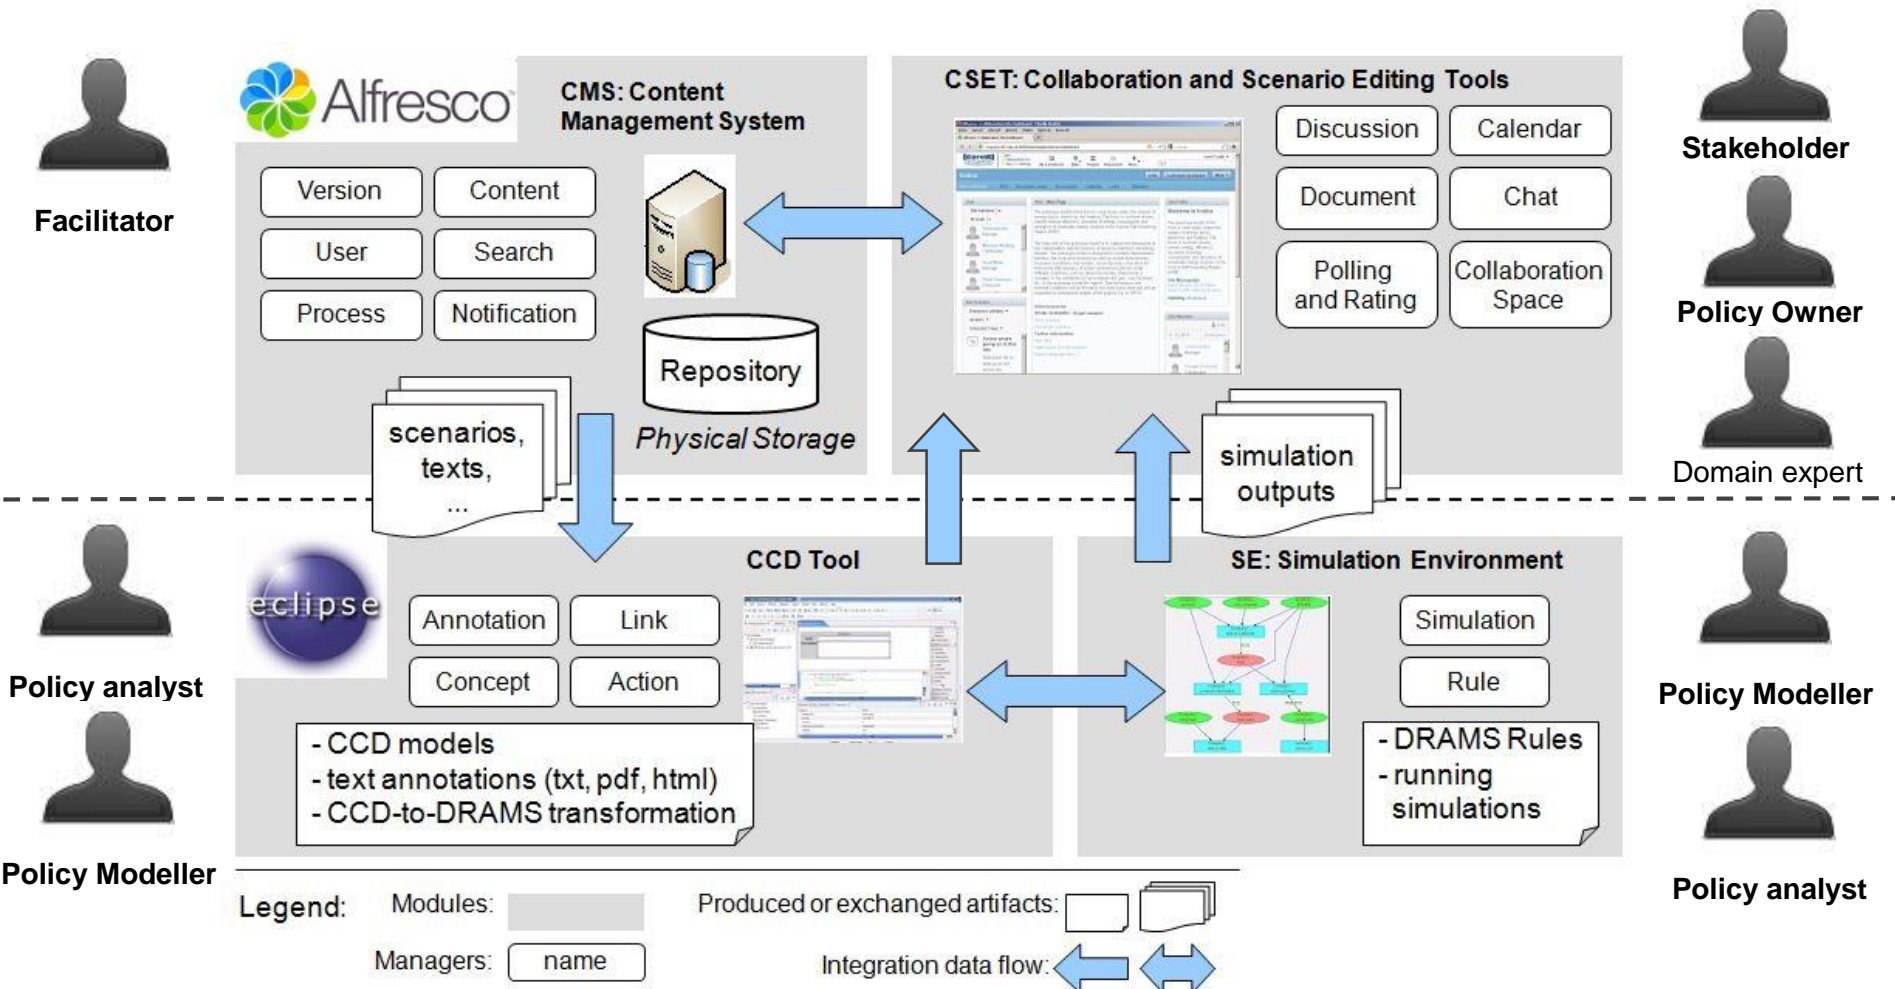 Facilitator
Alfresco
CMS: Content
Management System
Version
Content
User
Search
Process
Notification
Repository
Physical Storage
scenarios,
texts,
...
CSET: Collaboration and Scenario Editing Tools
Discussion
Calendar
Document
Chat
Polling
and Rating
Collaboration
Space
simulation
outputs
Stakeholder
Policy Owner
Domain expert
Policy analyst
Policy Modeller
eclipse
CCD Tool
Annotation
Link
Concept
Action
- CCD models
- text annotations (txt, pdf, html)
- CCD-to-DRAMS transformation
SE: Simulation Environment
Simulation
Rule
- DRAMS Rules
- running
simulations
Policy Modeller
Policy analyst
Legend:
Modules:
Produced or exchanged artifacts:
Managers:
name
Integration data flow: